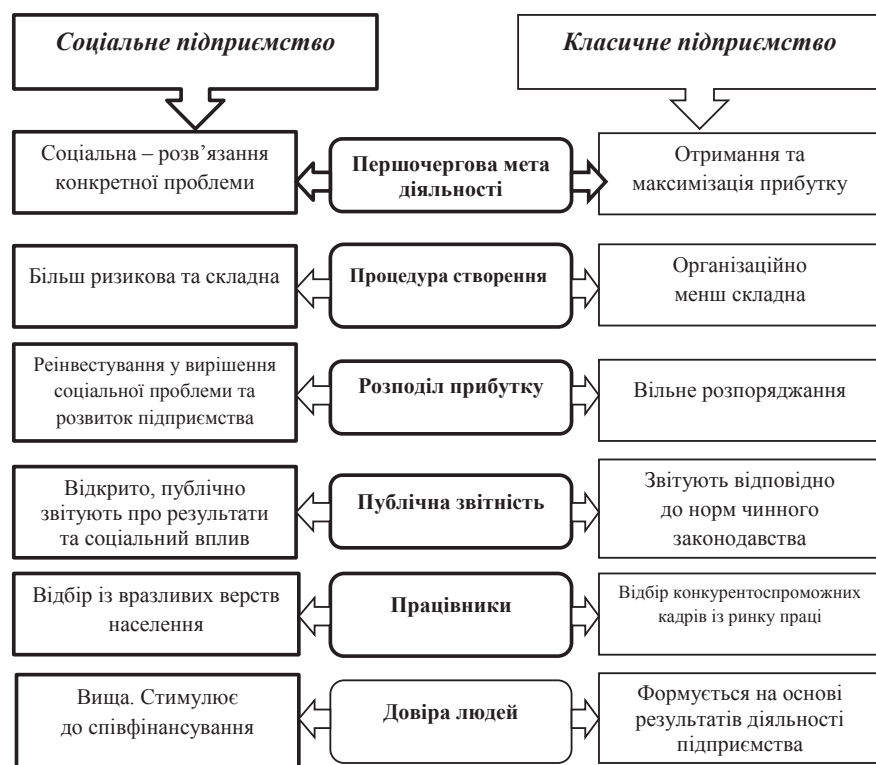 Соціальне підприємство
Класичне підприємство
Соціальна – розв’язання
конкретної проблеми
Першочергова мета
діяльності
Отримання та
максимізація прибутку
Більш ризикова та складна
Процедура створення
Організаційно
менш складна
Реінвестування у вирішення
соціальної проблеми та
розвиток підприємства
Розподіл прибутку
Вільне розпоряджання
Відкрито, публічно
звітують про результати
та соціальний вплив
Публічна звітність
Звітують відповідно
до норм чинного
законодавства
Відбір із вразливих верств
населення
Працівники
Відбір конкурентоспроможних
кадрів із ринку праці
Вища. Стимулює
до співфінансування
Довіра людей
Формується на основі
результатів діяльності
підприємства